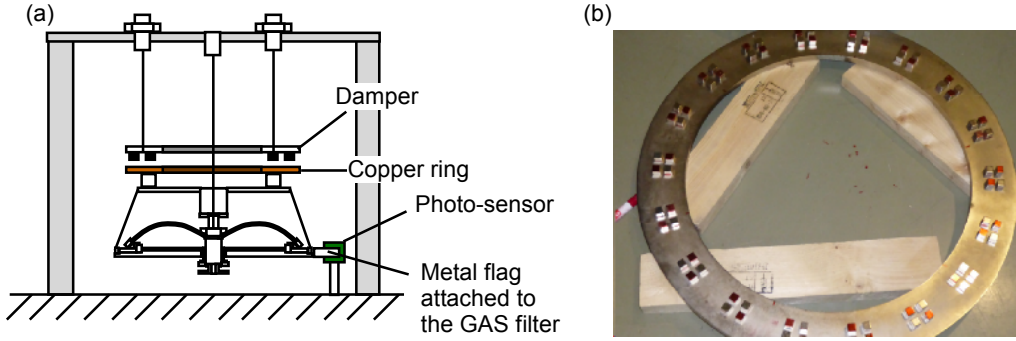 (a)
Damper
Copper ring
Photo-sensor
Metal flag
attached to
the GAS filter
(b)